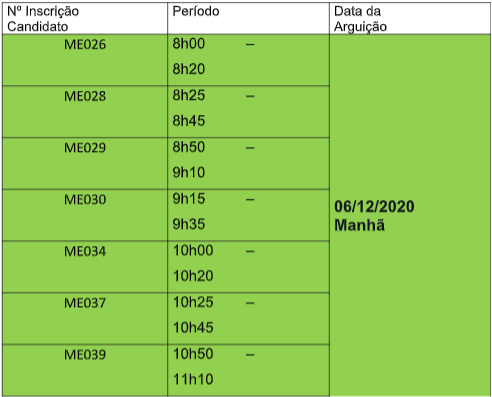 Nº Inscrição Candidato Período Data da Arguição
ME026 8h00 – 8h20
ME028 8h25 – 8h45
ME029 8h50 – 9h10
ME030 9h15 – 9h35
06/12/2020
Manhã
ME034 10h00 – 10h20
ME037 10h25 – 10h45
ME039 10h50 – 11h10